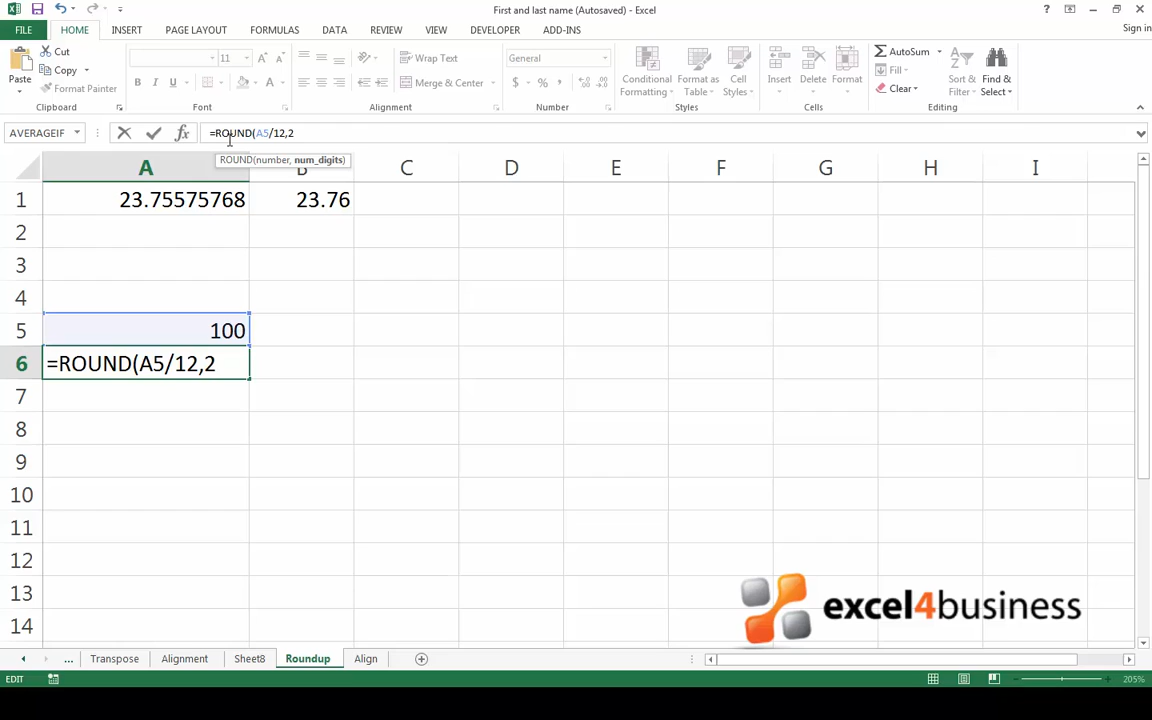 First and last name (Autosaved) - Excel
?
FILE HOME INSERT PAGE LAYOUT FORMULAS DATA REVIEW VIEW DEVELOPER ADD-INS Sign in
Paste
Cut
Copy
Format Painter
Clipboard
11 A A
B I U A
Font
Wrap Text
Merge & Center
Alignment
General
$ % ,
Number
Conditional Formatting
Format as Table
Cell Styles
Styles
Insert Delete Format
Cells
AutoSum
Fill
Clear
Sort & Filter
Find & Select
Editing
AVERAGEIF fx =ROUND(A5/12,2
ROUND(number, num_digits)
A B C D E F G H I
1 23.75575768 23.76
2
3
4
5 100
6 =ROUND(A5/12,2
7
8
9
10
11
12
13
14
excel4business
... Transpose Alignment Sheet8 Roundup Align
EDIT 205%